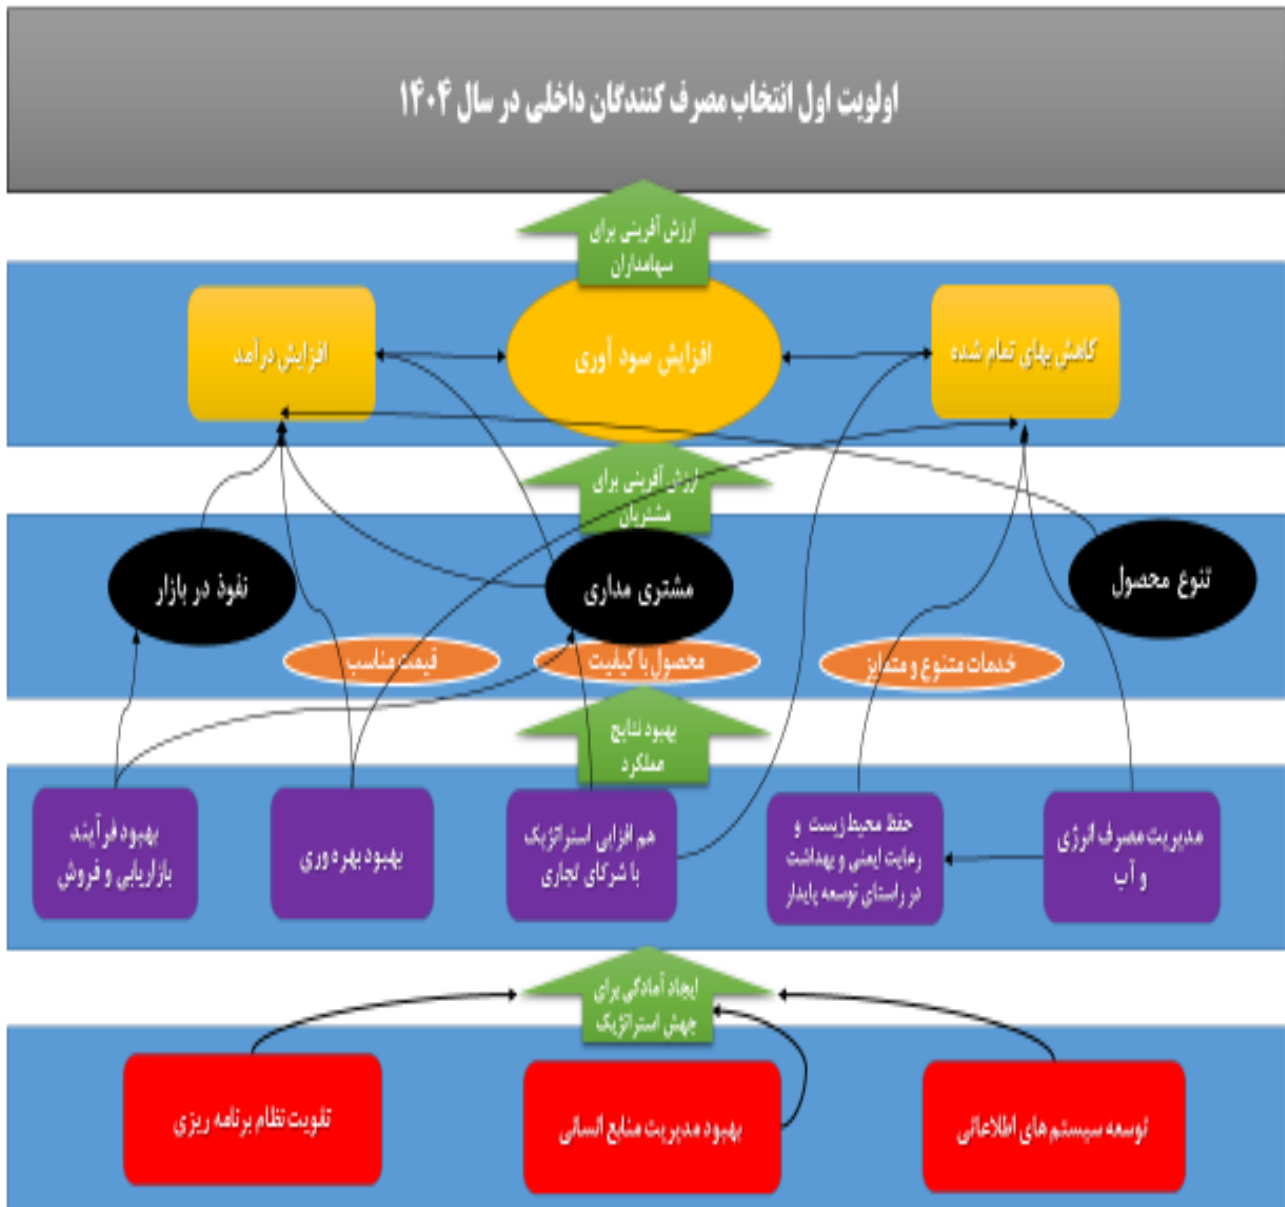 اولویت اول انتخاب مصرف کنندگان داخلی در سال ۱۴۰۴
ارزش آفرینی برای
سهامداران
کاهش بهای تمام شده
افزایش سود آوری
افزایش درآمد
ارزش آفرینی برای
مشتریان
تنوع محصول
مشتری مداری
نفوذ در بازار
خدمات متنوع و متمایز
محصول با کیفیت
قیمت مناسب
بهبود نتایج
عملکرد
مدیریت مصرف انرژی
و آب
حفظ محیط زیست و
رعایت ایمنی و بهداشت
در راستای توسعه پایدار
هم افزایی استراتژیک
با شرکای تجاری
بهبود بهره وری
بهبود فرآیند
بازاریابی و فروش
ایجاد آمادگی برای
جهش استراتژیک
توسعه سیستم های اطلاعاتی
بهبود مدیریت منابع انسانی
تقویت نظام برنامه ریزی